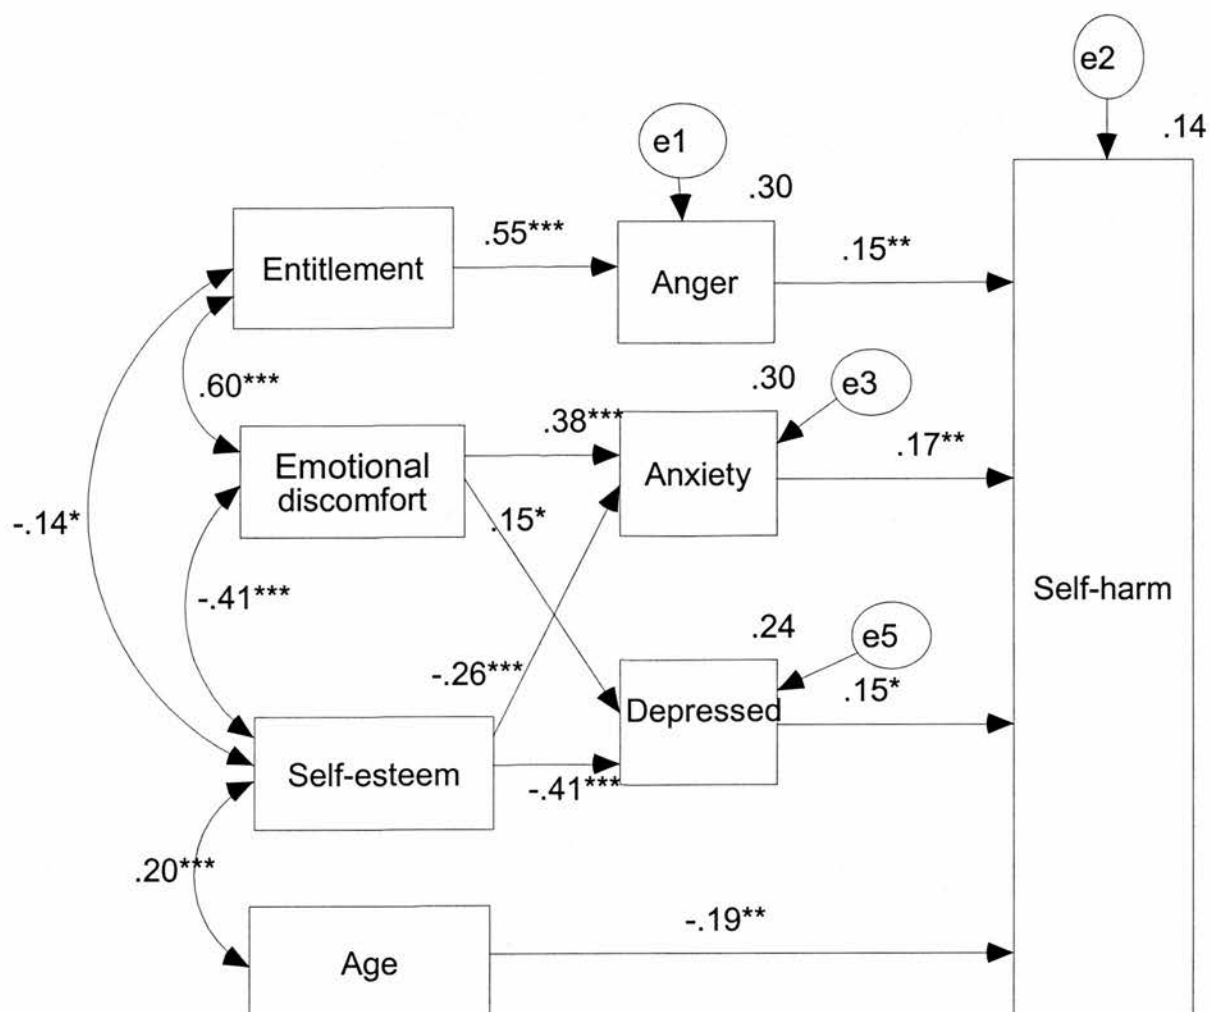 e2
.14
e1
.30
.55***
.15**
Entitlement
Anger
.60***
.30
e3
.38***
.17**
Emotional
discomfort
Anxiety
-.14*
.15*
-.41***
Self-harm
.24
e5
-.26***
.15*
Depressed
Self-esteem
-.41***
.20***
-.19**
Age